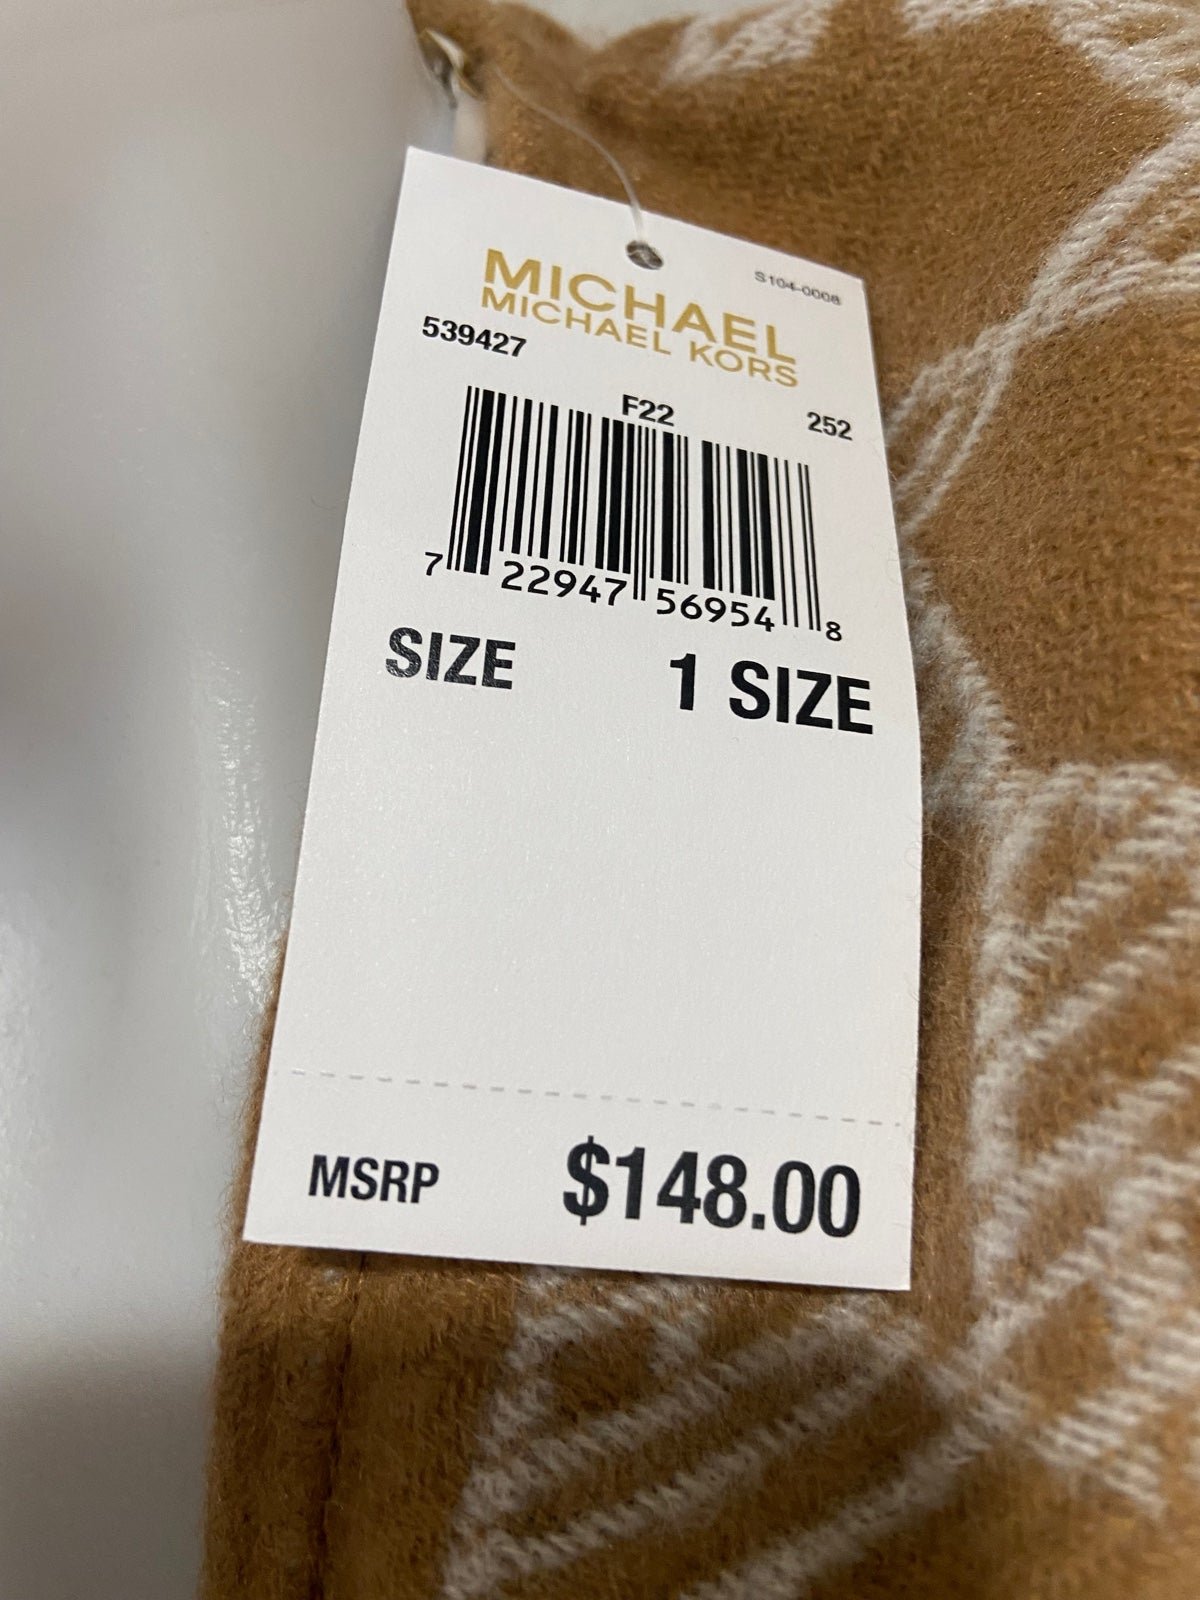 S104-0008
MICHAEL
MICHAEL KORS
539427
F22 252
7 22947 56954 8
SIZE 1 SIZE
MSRP $148.00